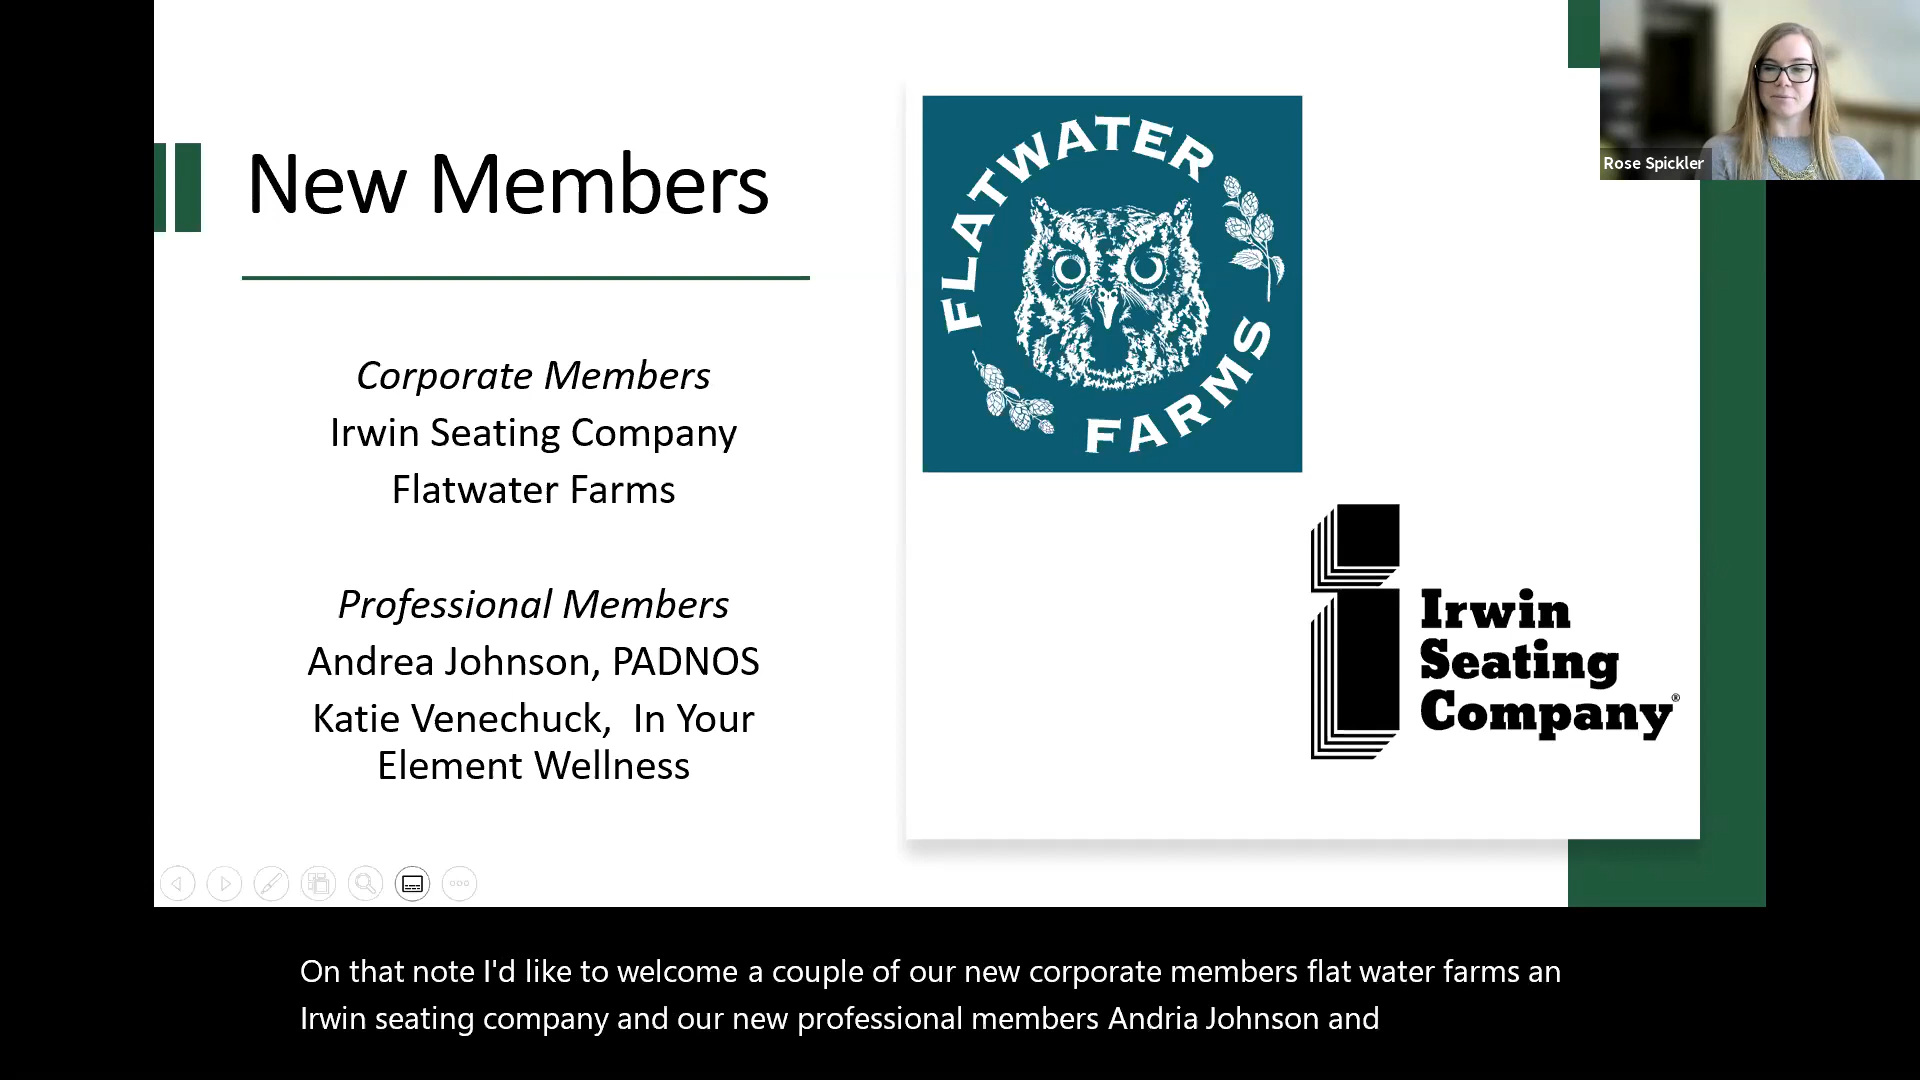 New Members
Corporate Members
Irwin Seating Company
Flatwater Farms
Professional Members
Andrea Johnson, PADNOS
Katie Venechuck,  In Your
Element Wellness
FLATWATER
FARMS
Irwin
Seating
Company®
Rose Spickler
On that note I'd like to welcome a couple of our new corporate members flat water farms an
Irwin seating company and our new professional members Andria Johnson and